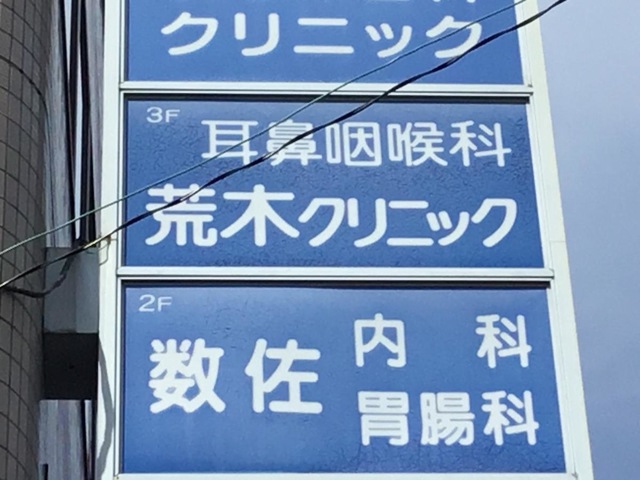 クリニック
3F
耳鼻咽喉科
荒木クリニック
2F
数佐
内科
胃腸科